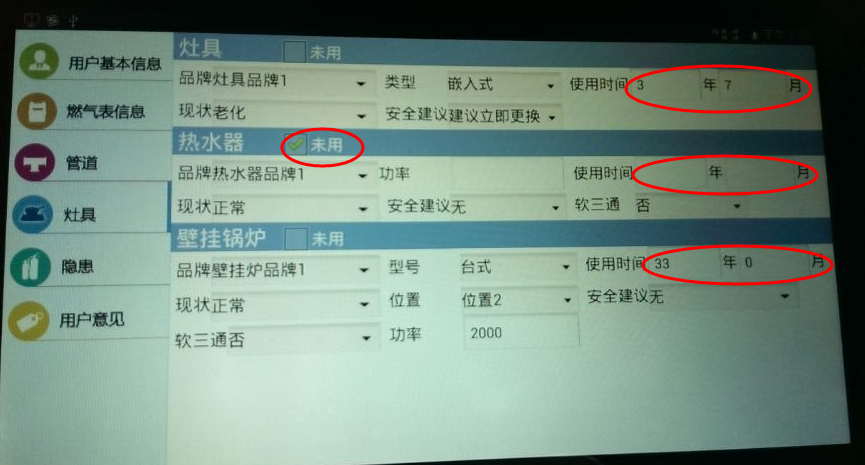 用户基本信息
燃气表信息
管道
灶具
隐患
用户意见
灶具 未用
品牌灶具品牌1 类型 嵌入式 使用时间 3 年 7 月
现状老化 安全建议建议立即更换
热水器 未用
品牌热水器品牌1 功率 使用时间 年 月
现状正常 安全建议无 软三通 否
壁挂锅炉 未用
品牌壁挂炉品牌1 型号 台式 使用时间 33 年 0 月
现状正常 位置 位置2 安全建议无
软三通否 功率 2000